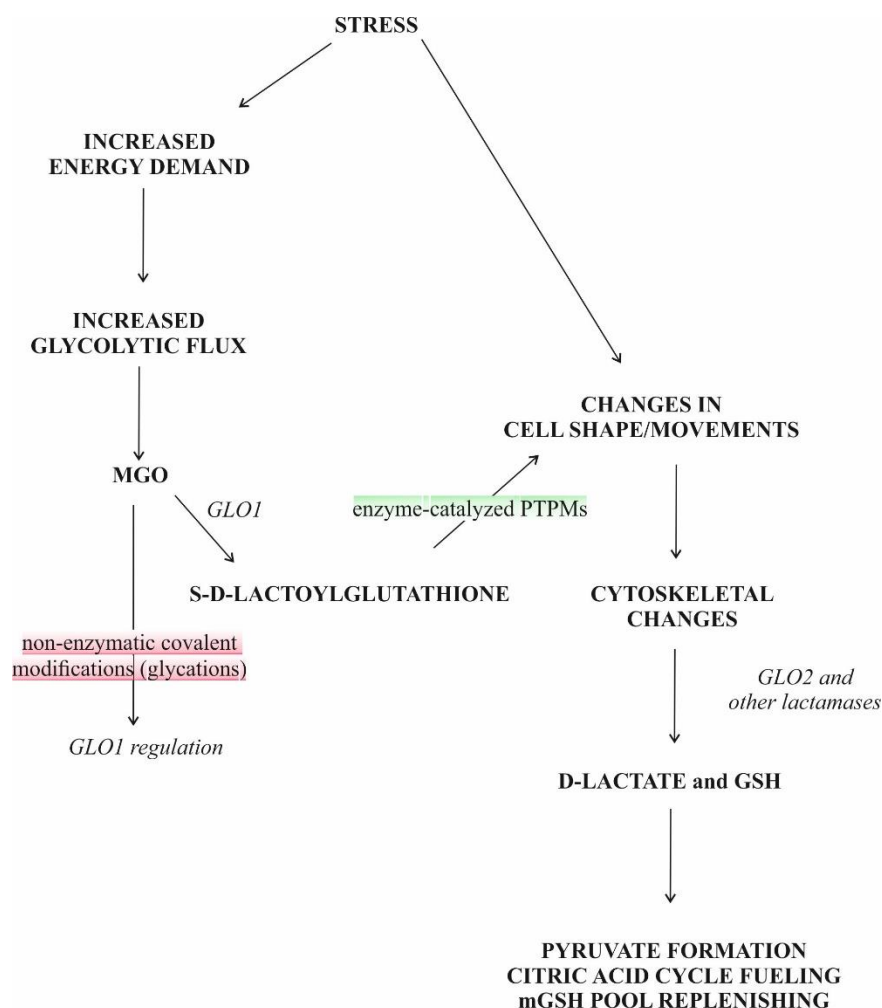 STRESS
INCREASED
ENERGY DEMAND
INCREASED
GLYCOLYTIC FLUX
CHANGES IN
CELL SHAPE/MOVEMENTS
MGO
GLO1
enzyme-catalyzed PTPMs
S-D-LACTOYLGLUTATHIONE
CYTOSKELETAL
CHANGES
non-enzymatic covalent
modifications (glycations)
GLO2 and
other lactamases
GLO1 regulation
D-LACTATE and GSH
PYRUVATE FORMATION
CITRIC ACID CYCLE FUELING
mGSH POOL REPLENISHING